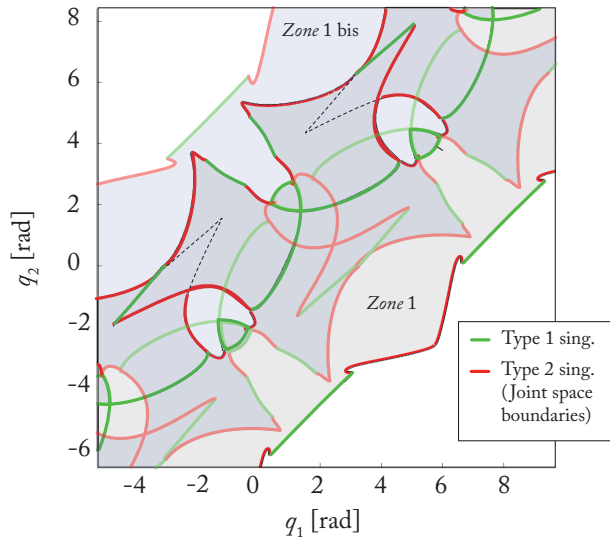 8
6
4
2
0
-2
-4
-6
q2 [rad]
Zone 1 bis
Zone 1
Type 1 sing.
Type 2 sing.
(Joint space
boundaries)
-4 -2 0 2 4 6 8
q1 [rad]